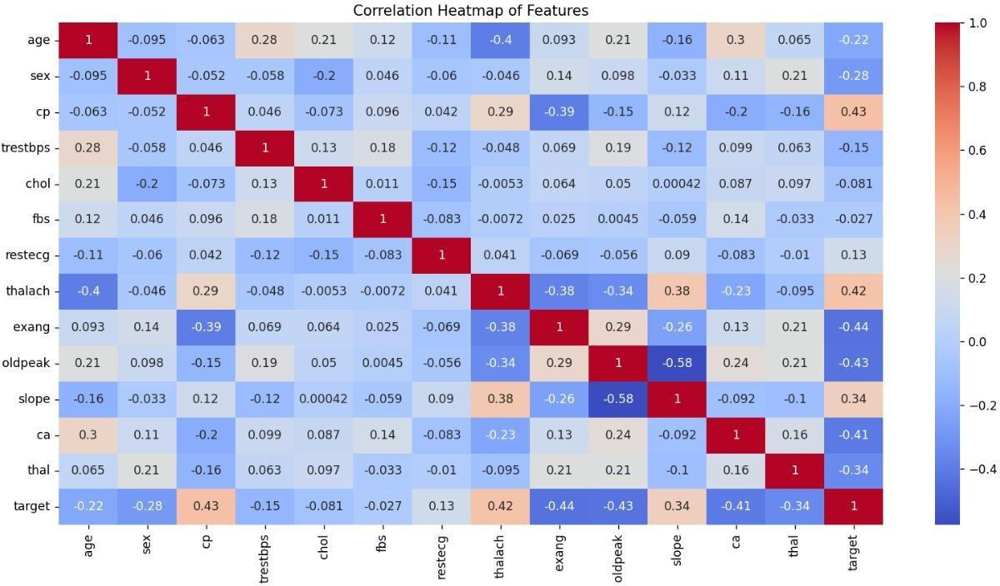 Correlation Heatmap of Features
age 1 -0.095 -0.063 0.28 0.21 0.12 -0.11 -0.4 0.093 0.21 -0.16 0.3 0.065 -0.22
sex -0.095 1 -0.052 -0.058 -0.2 0.046 -0.06 -0.046 0.14 0.098 -0.033 0.11 0.21 -0.28
cp -0.063 -0.052 1 0.046 -0.073 0.096 0.042 0.29 -0.39 -0.15 0.12 -0.2 -0.16 0.43
trestbps 0.28 -0.058 0.046 1 0.13 0.18 -0.12 -0.048 0.069 0.19 -0.12 0.099 0.063 -0.15
chol 0.21 -0.2 -0.073 0.13 1 0.011 -0.15 -0.0053 0.064 0.05 0.00042 0.087 0.097 -0.081
fbs 0.12 0.046 0.096 0.18 0.011 1 -0.083 -0.0072 0.025 0.0045 -0.059 0.14 -0.033 -0.027
restecg -0.11 -0.06 0.042 -0.12 -0.15 -0.083 1 0.041 -0.069 -0.056 0.09 -0.083 -0.01 0.13
thalach -0.4 -0.046 0.29 -0.048 -0.0053 -0.0072 0.041 1 -0.38 -0.34 0.38 -0.23 -0.095 0.42
exang 0.093 0.14 -0.39 0.069 0.064 0.025 -0.069 -0.38 1 0.29 -0.26 0.13 0.21 -0.44
oldpeak 0.21 0.098 -0.15 0.19 0.05 0.0045 -0.056 -0.34 0.29 1 -0.58 0.24 0.21 -0.43
slope -0.16 -0.033 0.12 -0.12 0.00042 -0.059 0.09 0.38 -0.26 -0.58 1 -0.092 -0.1 0.34
ca 0.3 0.11 -0.2 0.099 0.087 0.14 -0.083 -0.23 0.13 0.24 -0.092 1 0.16 -0.41
thal 0.065 0.21 -0.16 0.063 0.097 -0.033 -0.01 -0.095 0.21 0.21 -0.1 0.16 1 -0.34
target -0.22 -0.28 0.43 -0.15 -0.081 -0.027 0.13 0.42 -0.44 -0.43 0.34 -0.41 -0.34 1
age sex cp trestbps chol fbs restecg thalach exang oldpeak slope ca thal target
1.0
0.8
0.6
0.4
0.2
0.0
−0.2
−0.4